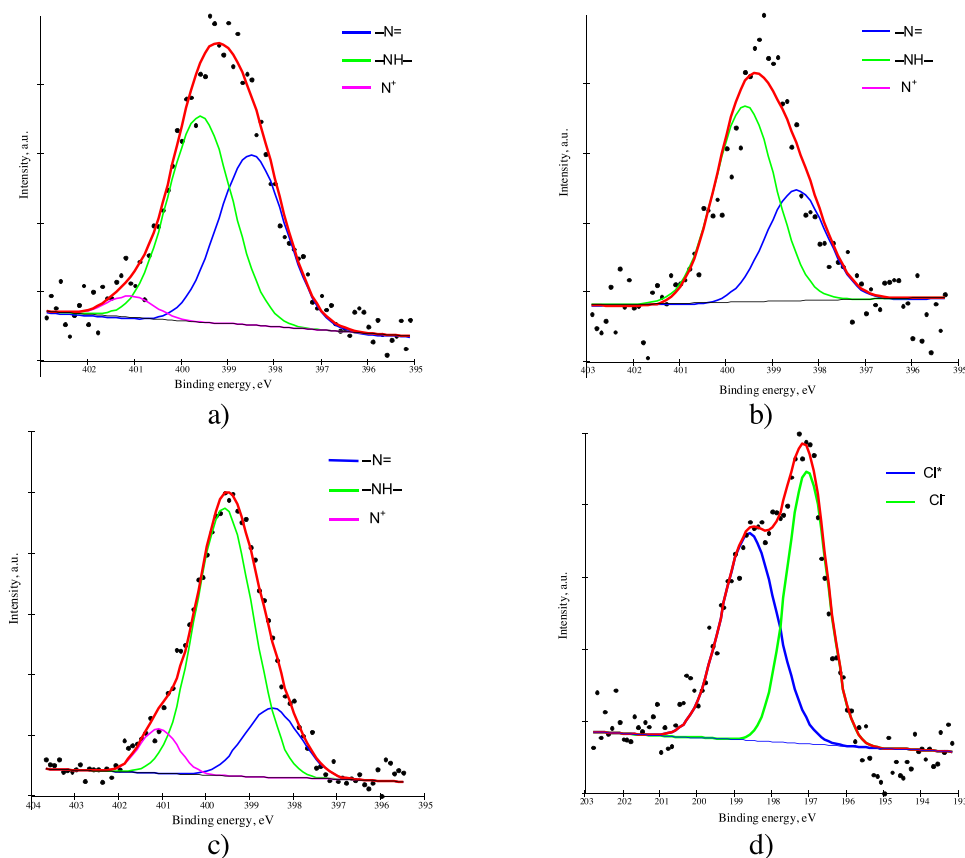 –N=
–NH–
N⁺
Intensity, a.u.
402 401 400 399 398 397 396 395
Binding energy, eV
a)
–N=
–NH–
N⁺
Intensity, a.u.
403 402 401 400 399 398 397 396 395
Binding energy, eV
b)
–N=
–NH–
N⁺
Intensity, a.u.
404 403 402 401 400 399 398 397 396 395
Binding energy, eV
c)
Cl*
Cl⁻
Intensity, a.u.
203 202 201 200 199 198 197 196 195 194 193
Binding energy, eV
d)